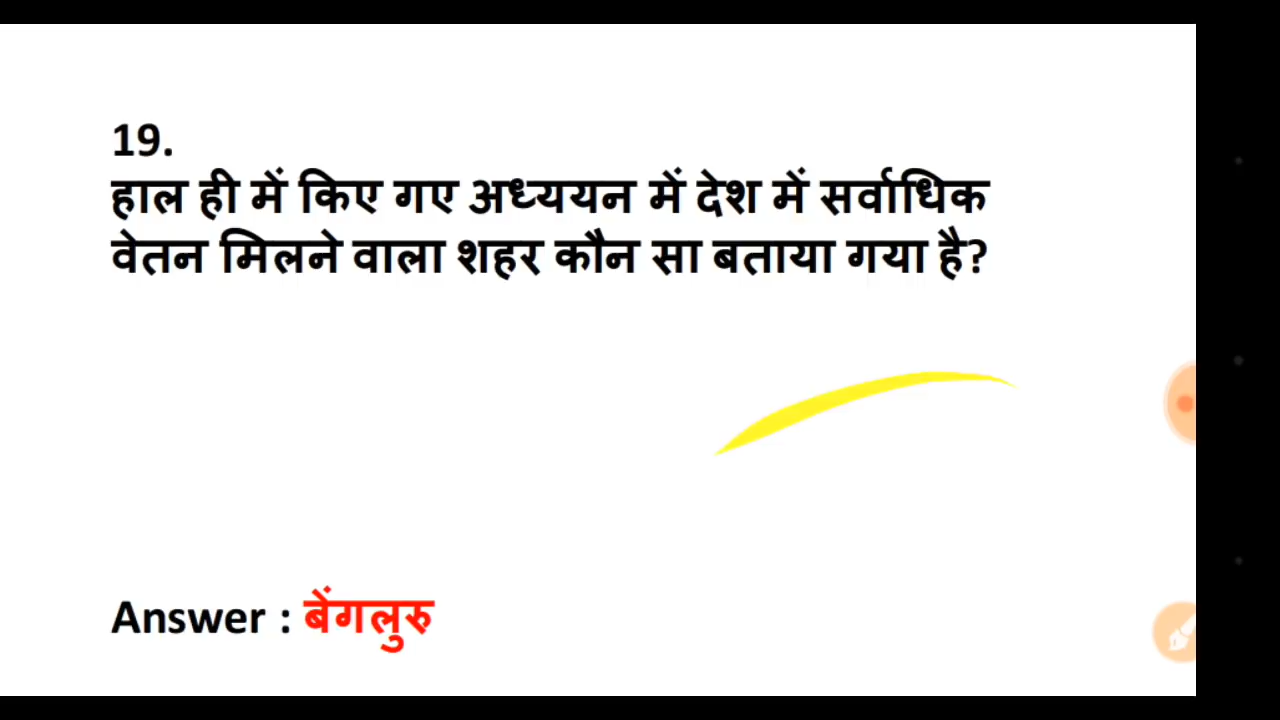 19.
हाल ही में किए गए अध्ययन में देश में सर्वाधिक
वेतन मिलने वाला शहर कौन सा बताया गया है?
Answer : बेंगलुरु